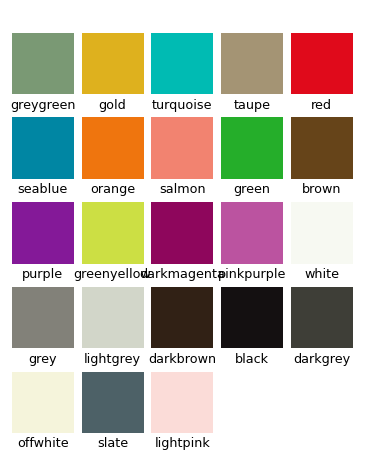 greygreen gold turquoise taupe red
seablue orange salmon green brown
purple greenyellow darkmagenta pinkpurple white
grey lightgrey darkbrown black darkgrey
offwhite slate lightpink